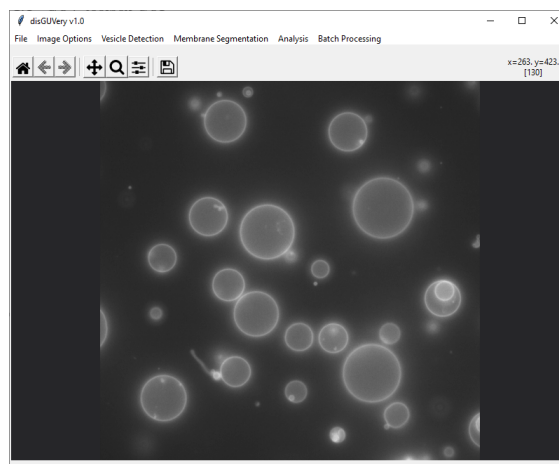 disGUVery v1.0
File Image Options Vesicle Detection Membrane Segmentation Analysis Batch Processing
x=263. y=423.
[130]